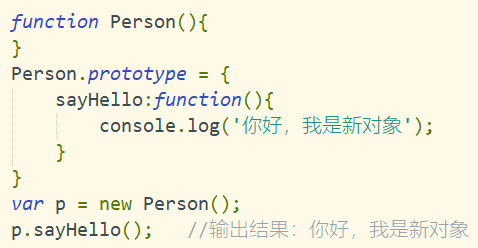 function Person(){
}
Person.prototype = {
    sayHello:function(){
        console.log('你好，我是新对象');
    }
}
var p = new Person();
p.sayHello();   //输出结果：你好，我是新对象